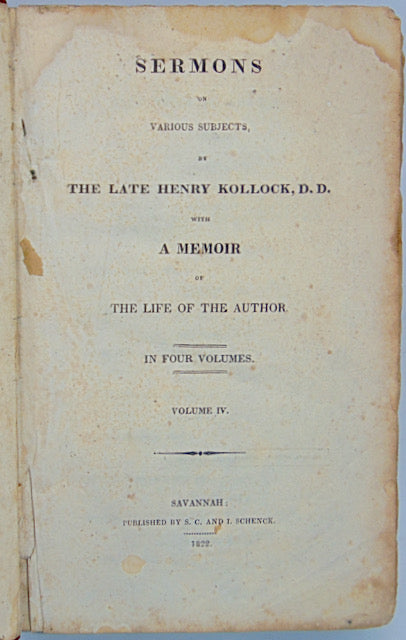 SERMONS
ON
VARIOUS SUBJECTS,
BY
THE LATE HENRY KOLLOCK, D. D.
WITH
A MEMOIR
OF
THE LIFE OF THE AUTHOR.
IN FOUR VOLUMES.
VOLUME IV.
SAVANNAH:
PUBLISHED BY S. C. AND I. SCHENCK.
1822.